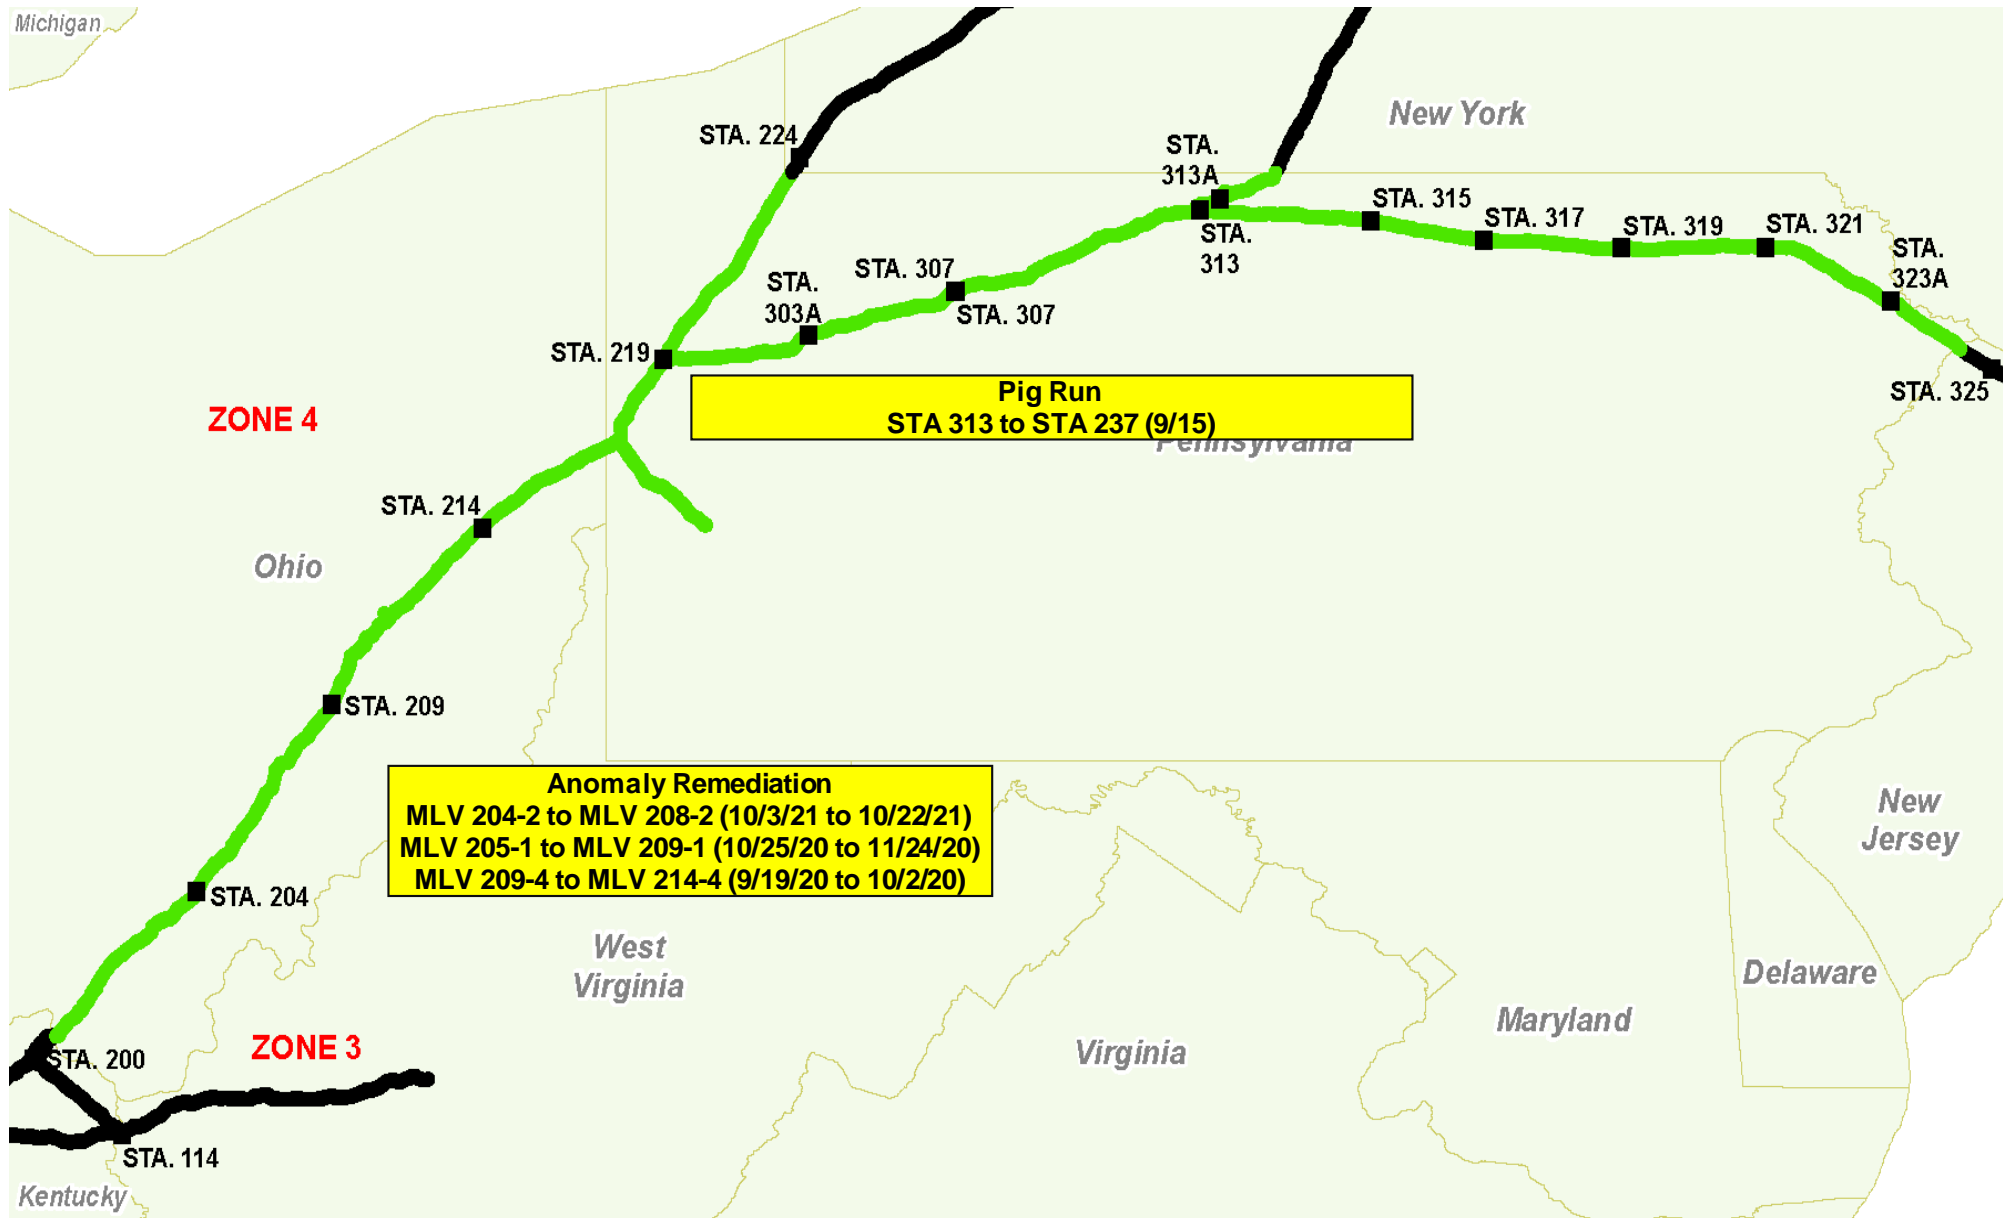 Michigan
New York
STA. 224
STA.
313A
STA. 315
STA. 317
STA. 319
STA. 321
STA.
313
STA.
323A
STA. 307
STA.
303A
STA. 307
STA. 219
STA. 325
Pig Run
STA 313 to STA 237 (9/15)
Pennsylvania
ZONE 4
STA. 214
Ohio
STA. 209
Anomaly Remediation
MLV 204-2 to MLV 208-2 (10/3/21 to 10/22/21)
MLV 205-1 to MLV 209-1 (10/25/20 to 11/24/20)
MLV 209-4 to MLV 214-4 (9/19/20 to 10/2/20)
New
Jersey
STA. 204
West
Virginia
Delaware
Maryland
ZONE 3
Virginia
STA. 200
STA. 114
Kentucky